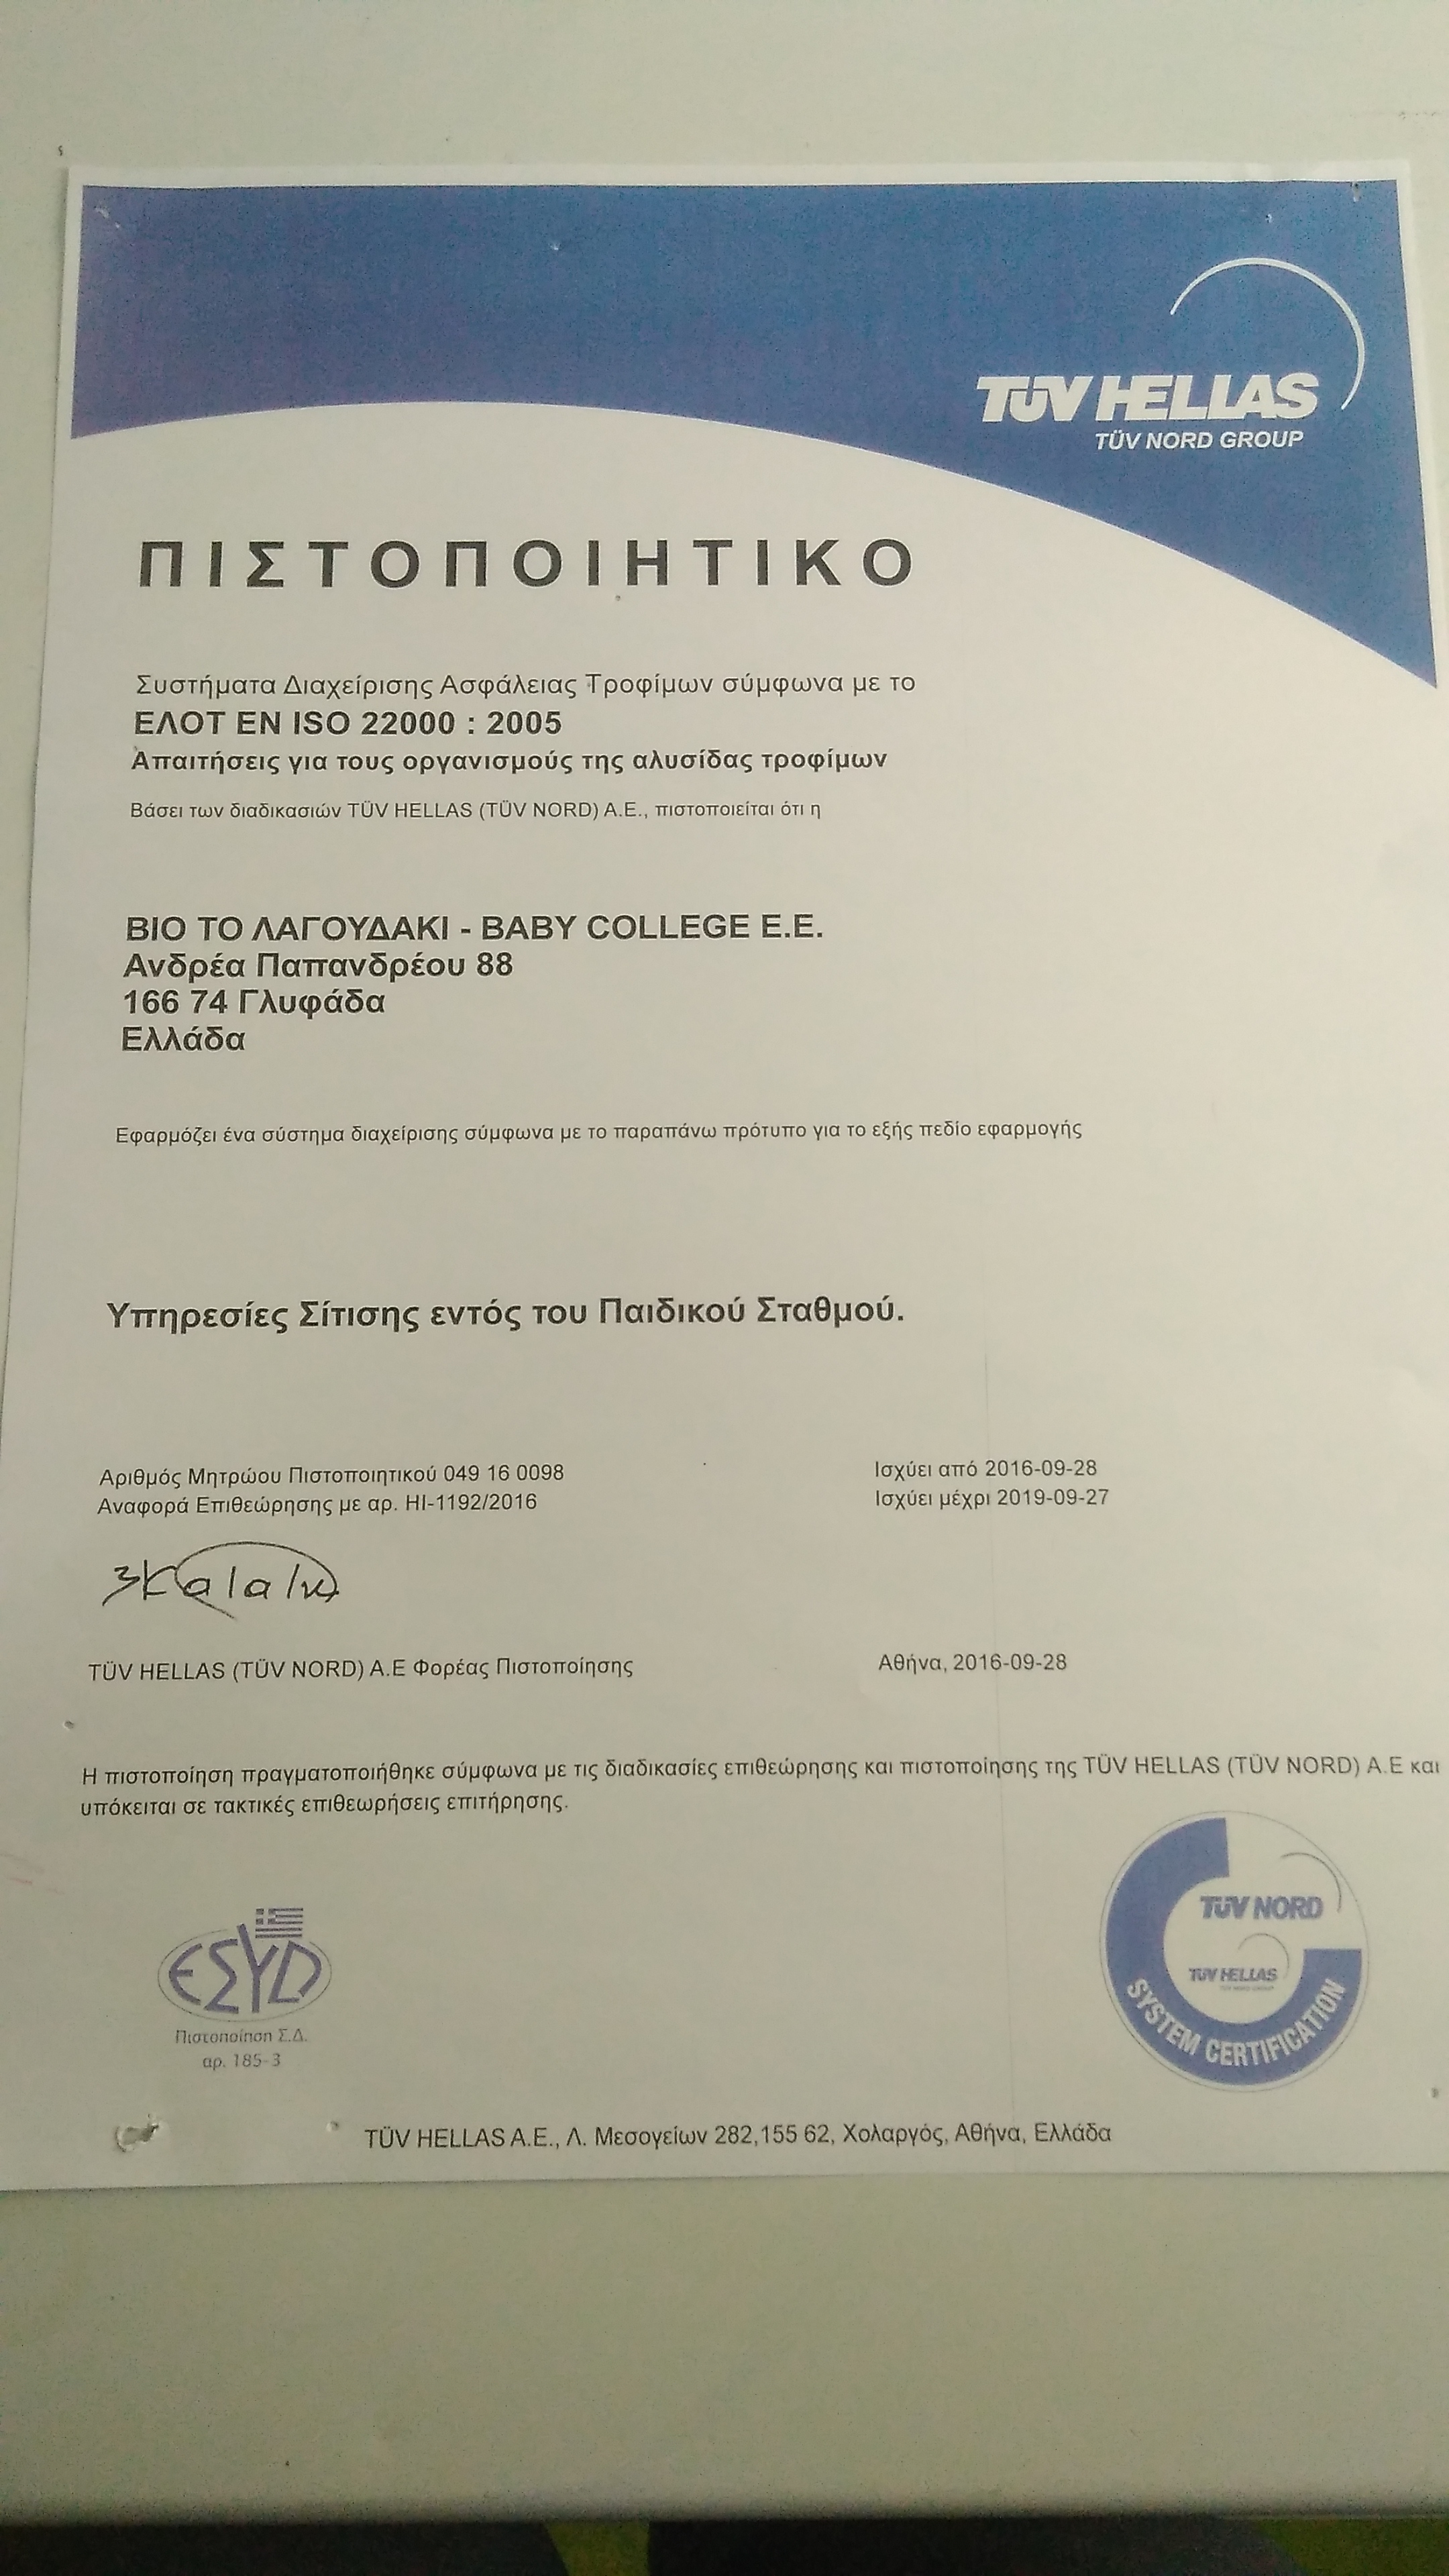 TÜV HELLAS
TÜV NORD GROUP
ΠΙΣΤΟΠΟΙΗΤΙΚΟ
Συστήματα Διαχείρισης Ασφάλειας Τροφίμων σύμφωνα με το
ΕΛΟΤ EN ISO 22000 : 2005
Απαιτήσεις για τους οργανισμούς της αλυσίδας τροφίμων
Βάσει των διαδικασιών TÜV HELLAS (TÜV NORD) A.E., πιστοποιείται ότι η
ΒΙΟ ΤΟ ΛΑΓΟΥΔΑΚΙ - BABY COLLEGE Ε.Ε.
Ανδρέα Παπανδρέου 88
166 74 Γλυφάδα
Ελλάδα
Εφαρμόζει ένα σύστημα διαχείρισης σύμφωνα με το παραπάνω πρότυπο για το εξής πεδίο εφαρμογής
Υπηρεσίες Σίτισης εντός του Παιδικού Σταθμού.
Αριθμός Μητρώου Πιστοποιητικού 049 16 0098
Αναφορά Επιθεώρησης με αρ. HI-1192/2016
Ισχύει από 2016-09-28
Ισχύει μέχρι 2019-09-27
TÜV HELLAS (TÜV NORD) A.E Φορέας Πιστοποίησης
Αθήνα, 2016-09-28
Η πιστοποίηση πραγματοποιήθηκε σύμφωνα με τις διαδικασίες επιθεώρησης και πιστοποίησης της TÜV HELLAS (TÜV NORD) A.E και
υπόκειται σε τακτικές επιθεωρήσεις επιτήρησης.
ΕΣΥD
Πιστοποίηση Σ.Δ.
αρ. 185-3
TÜV NORD
TÜV HELLAS
SYSTEM CERTIFICATION
TÜV HELLAS A.E., Λ. Μεσογείων 282,155 62, Χολαργός, Αθήνα, Ελλάδα